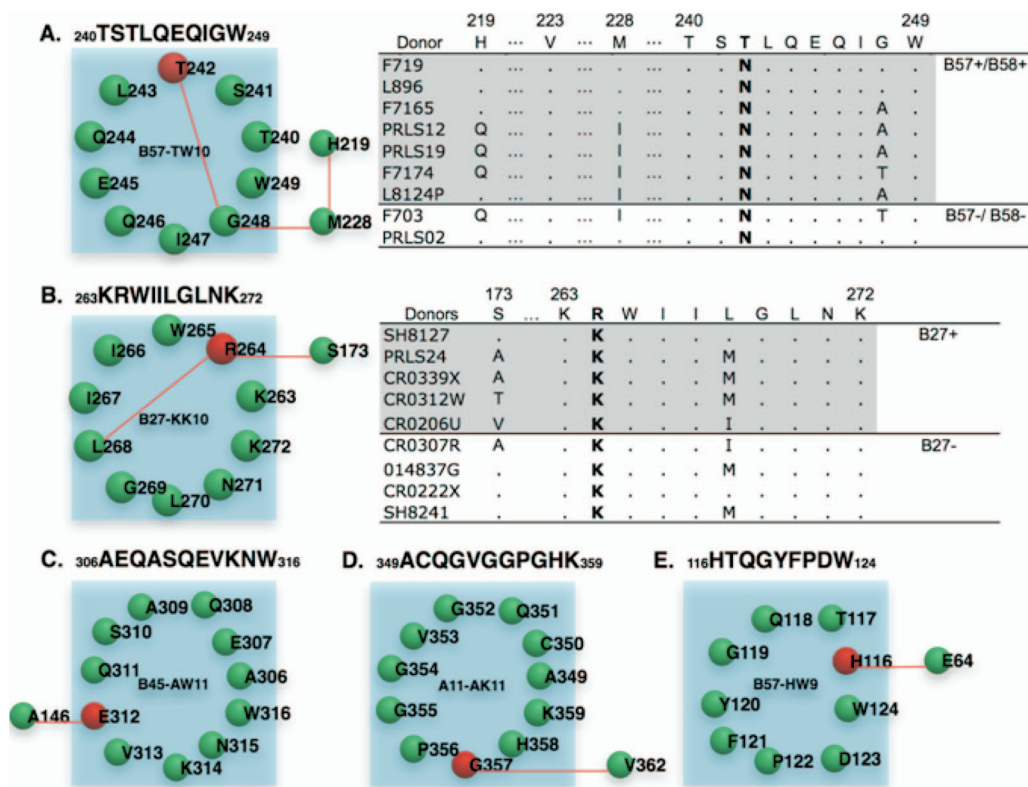 A. 240TSTLQEQIGW249
T242
L243
S241
Q244
T240
B57-TW10
H219
E245
W249
Q246
G248
M228
I247
219 223 228 240 249
Donor H ... V ... M ... T S T L Q E Q I G W
F719 . ... . ... . ... . . N . . . . . . . B57+/B58+
L896 . ... . ... . ... . . N . . . . . . .
F7165 . ... . ... . ... . . N . . . . . A .
PRLS12 Q ... . ... I ... . . N . . . . . A .
PRLS19 Q ... . ... I ... . . N . . . . . A .
F7174 Q ... . ... I ... . . N . . . . . T .
L8124P . ... . ... I ... . . N . . . . . A .
F703 Q ... . ... I ... . . N . . . . . T . B57-/ B58-
PRLS02 . ... . ... . ... . . N . . . . . . .
B. 263KRWIILGLNK272
W265
I266
R264
S173
I267
K263
B27-KK10
L268
K272
G269
N271
L270
173 263 272
Donors S ... K R W I I L G L N K
SH8127 . . K . . . . . . . . B27+
PRLS24 A . K . . . M . . . .
CR0339X A . K . . . M . . . .
CR0312W T . K . . . M . . . .
CR0206U V . K . . . I . . . .
CR0307R A . K . . . I . . . . B27-
014837G . . K . . . M . . . .
CR0222X . . K . . . . . . . .
SH8241 . . K . . . M . . . .
C. 306AEQASQEVKNW316
A309
Q308
S310
E307
Q311
A306
B45-AW11
A146
E312
W316
V313
N315
K314
D. 349ACQGVGGPGHK359
G352
Q351
V353
C350
G354
A349
A11-AK11
G355
K359
P356
H358
G357
V362
E. 116HTQGYFPDW124
Q118
T117
G119
H116
E64
B57-HW9
Y120
W124
F121
P122
D123